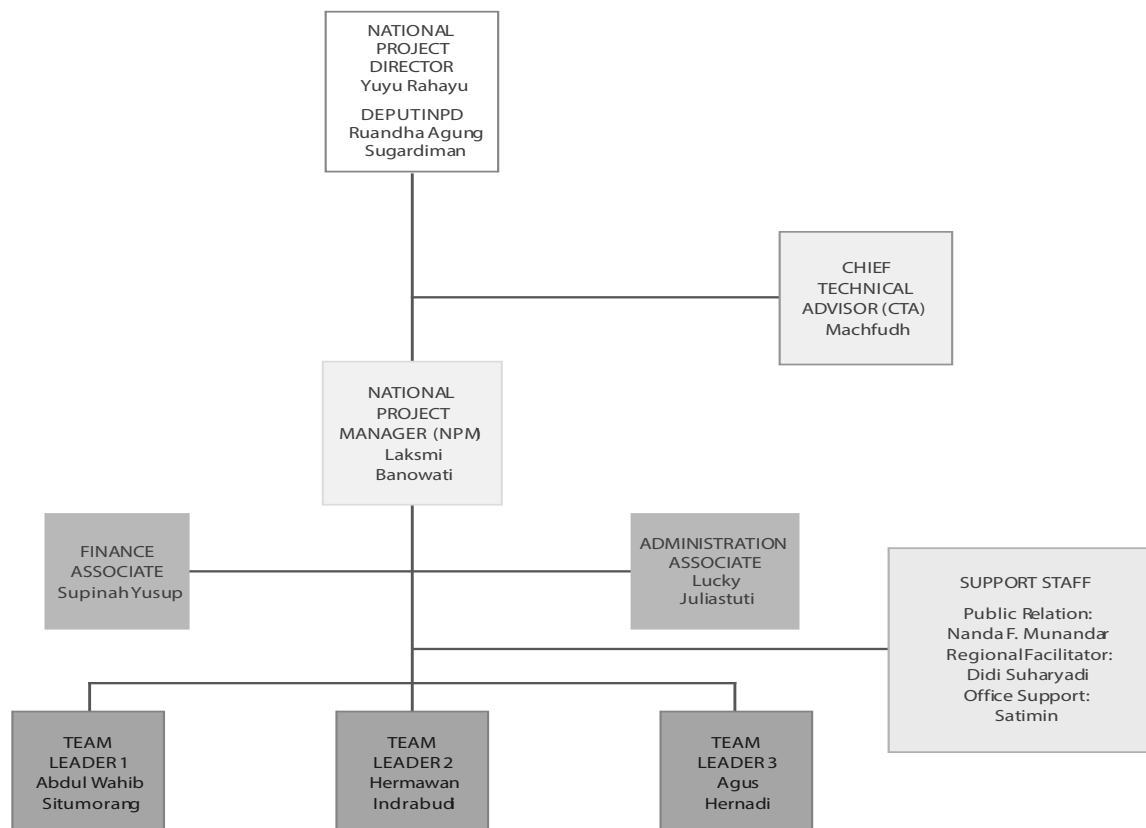 NATIONAL
PROJECT
DIRECTOR
Yuyu Rahayu
DEPUTINPD
Ruandha Agung
Sugardiman
CHIEF
TECHNICAL
ADVISOR (CTA)
Machfudh
NATIONAL
PROJECT
MANAGER (NPM)
Laksmi
Banowati
FINANCE
ASSOCIATE
Supinah Yusup
ADMINISTRATION
ASSOCIATE
Lucky
Juliastuti
SUPPORT STAFF
Public Relation:
Nanda F. Munandar
Regional Facilitator:
Didi Suharyadi
Office Support:
Satimin
TEAM
LEADER 1
Abdul Wahib
Situmorang
TEAM
LEADER 2
Hermawan
Indrabudi
TEAM
LEADER 3
Agus
Hernadi